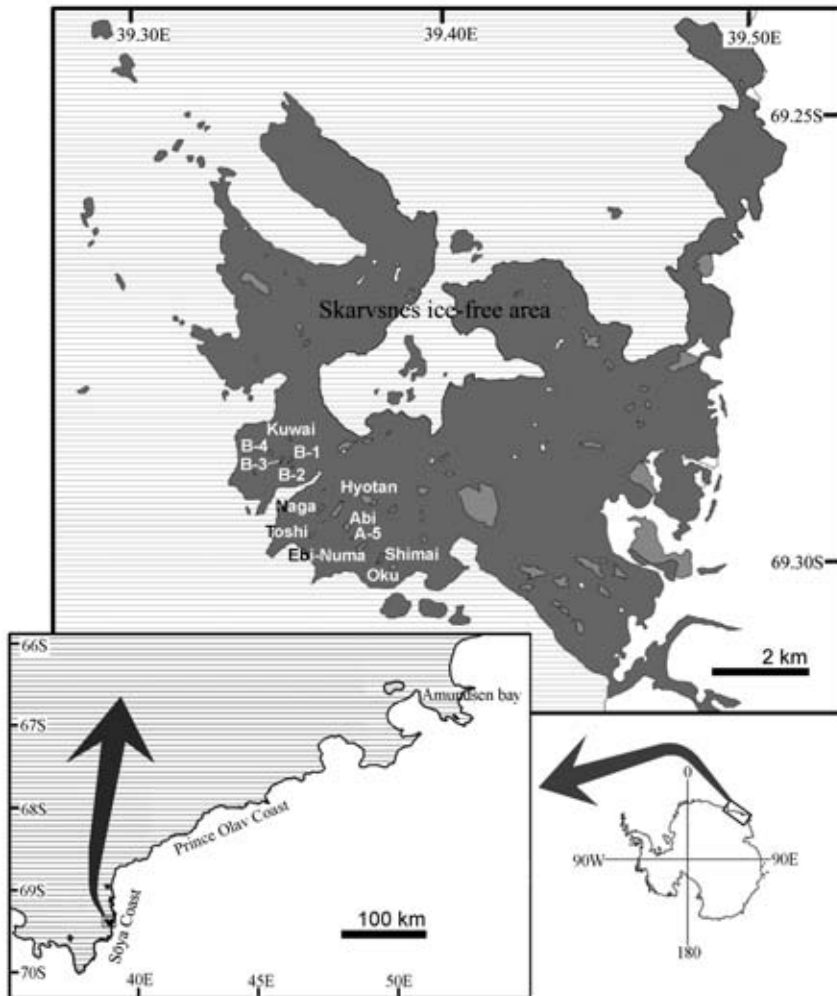 39.30E
39.40E
39.50E
69.25S
Skarvsnes ice-free area
Kuwai
B-4
B-1
B-3
B-2
Hyotan
Naga
Abi
Toshi
A-5
Ebi-Numa
Shimai
69.30S
Oku
2 km
66S
Amundsen bay
67S
68S
Prince Olav Coast
69S
Sôya Coast
100 km
70S
40E
45E
50E
0
90W
90E
180